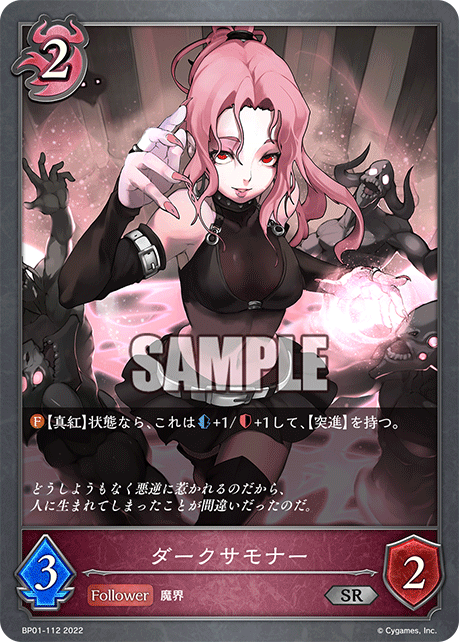 2
SAMPLE
F【真紅】状態なら、これは+1/+1して、【突進】を持つ。
どうしようもなく悪逆に惹かれるのだから、
人に生まれてしまったことが間違いだったのだ。
ダークサモナー
3
Follower 魔界
SR
2
BP01-112 2022
© Cygames, Inc.